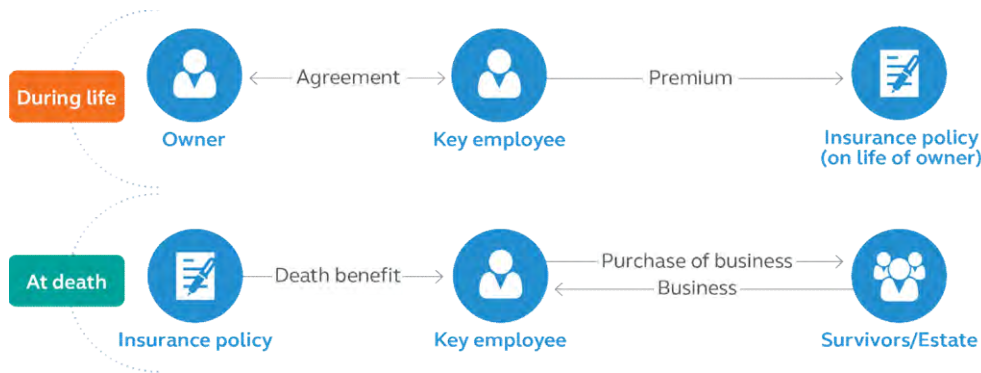 During life
Agreement
Premium
Owner
Key employee
Insurance policy
(on life of owner)
At death
Death benefit
Purchase of business
Business
Insurance policy
Key employee
Survivors/Estate